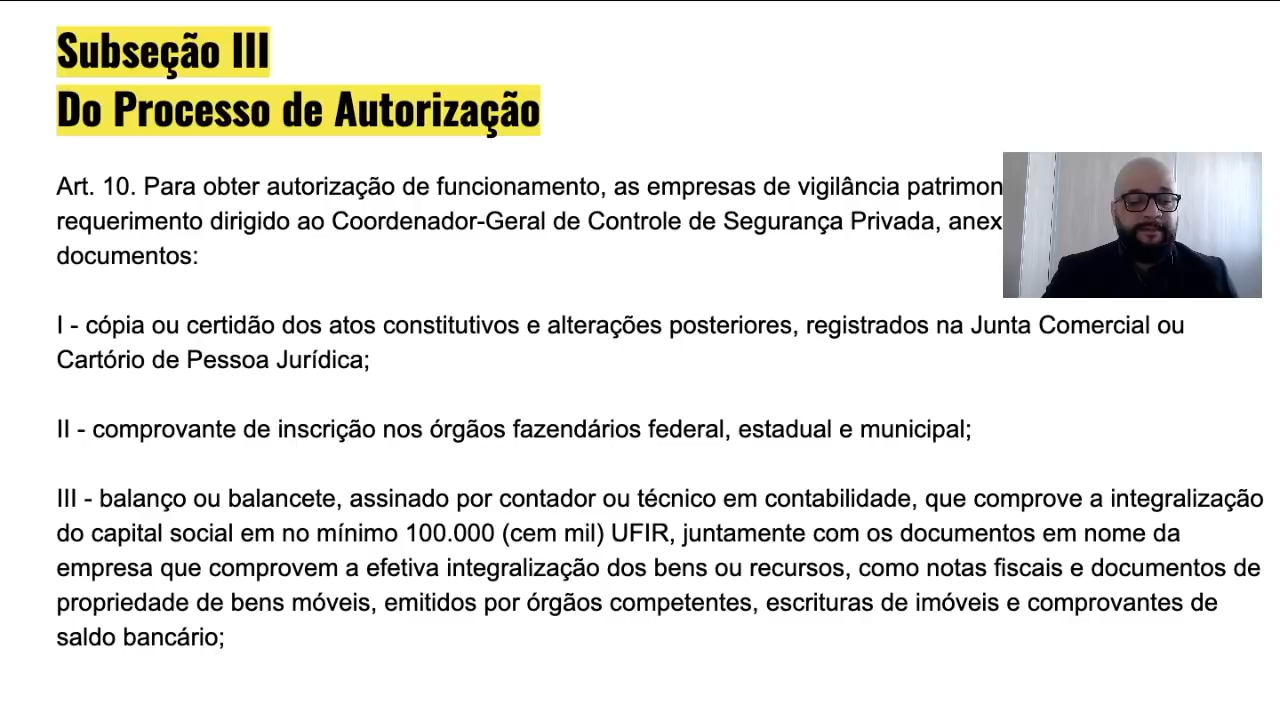 Subseção III
Do Processo de Autorização
Art. 10. Para obter autorização de funcionamento, as empresas de vigilância
requerimento dirigido ao Coordenador-Geral de Controle de Segurança Privada,
documentos:
I - cópia ou certidão dos atos constitutivos e alterações posteriores, registrados na Junta Comercial ou
Cartório de Pessoa Jurídica;
II - comprovante de inscrição nos órgãos fazendários federal, estadual e municipal;
III - balanço ou balancete, assinado por contador ou técnico em contabilidade, que comprove a integralização
do capital social em no mínimo 100.000 (cem mil) UFIR, juntamente com os documentos em nome da
empresa que comprovem a efetiva integralização dos bens ou recursos, como notas fiscais e documentos de
propriedade de bens móveis, emitidos por órgãos competentes, escrituras de imóveis e comprovantes de
saldo bancário;